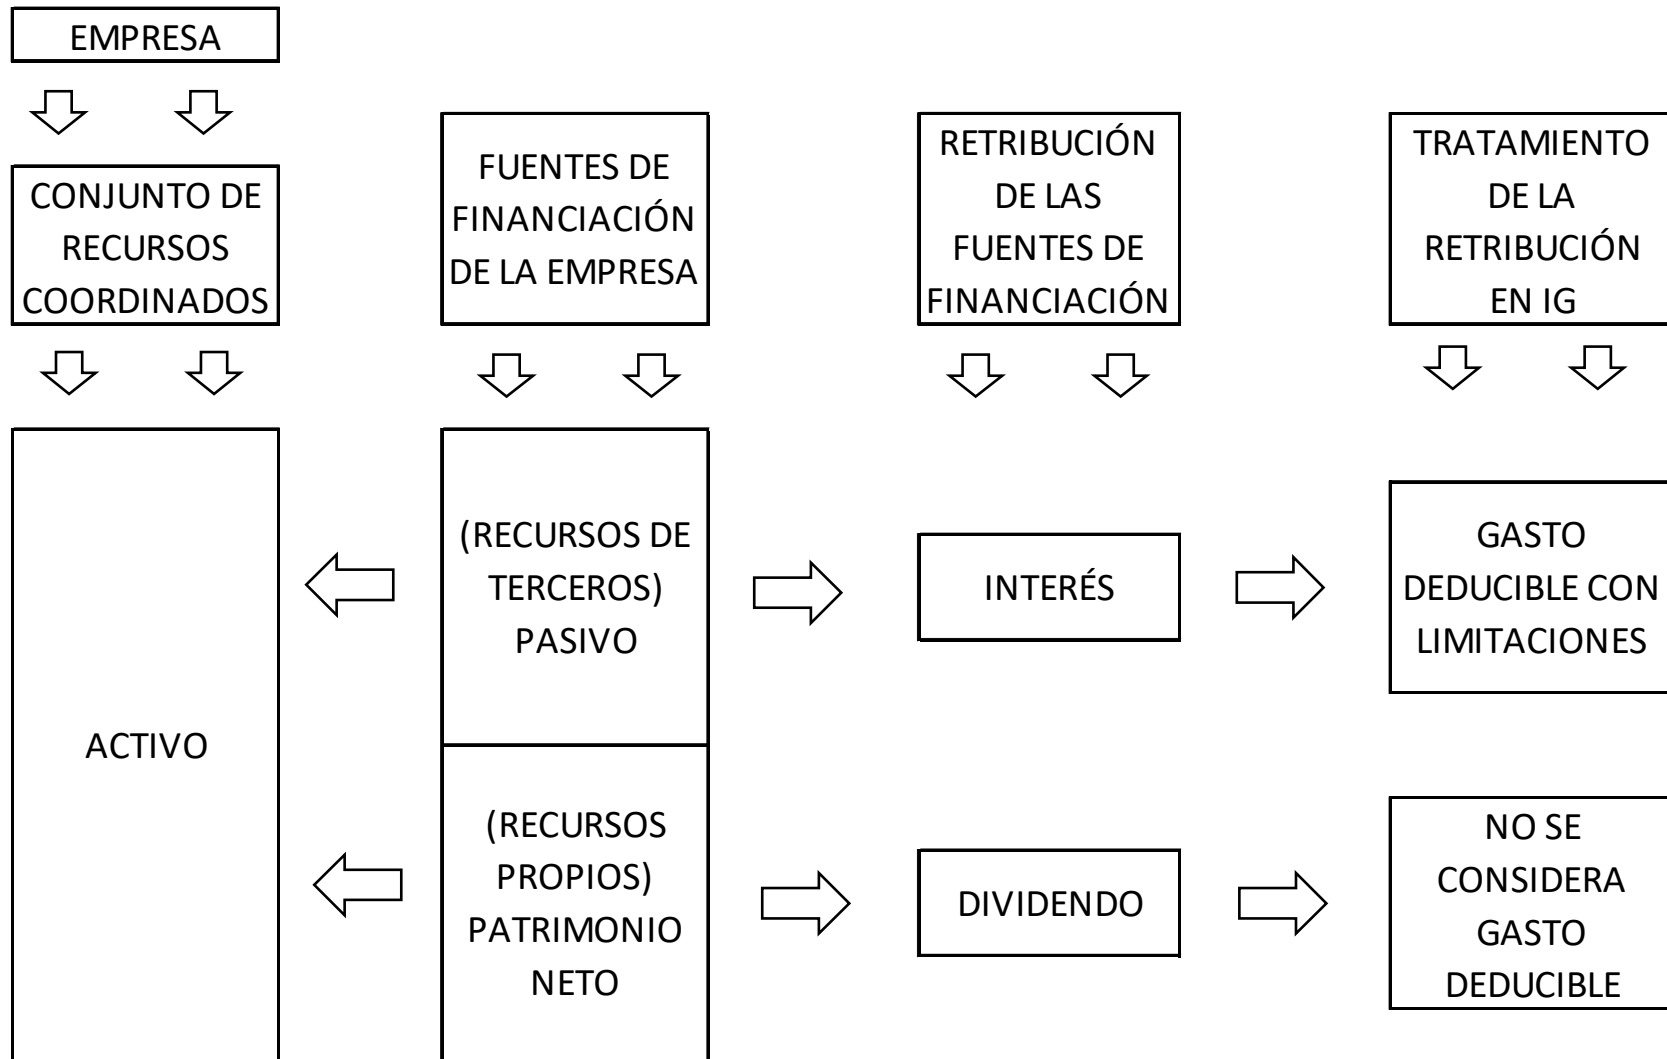 EMPRESA
CONJUNTO DE
RECURSOS
COORDINADOS
FUENTES DE
FINANCIACIÓN
DE LA EMPRESA
RETRIBUCIÓN
DE LAS
FUENTES DE
FINANCIACIÓN
TRATAMIENTO
DE LA
RETRIBUCIÓN
EN IG
ACTIVO
(RECURSOS DE
TERCEROS)
PASIVO
INTERÉS
GASTO
DEDUCIBLE CON
LIMITACIONES
(RECURSOS
PROPIOS)
PATRIMONIO
NETO
DIVIDENDO
NO SE
CONSIDERA
GASTO
DEDUCIBLE